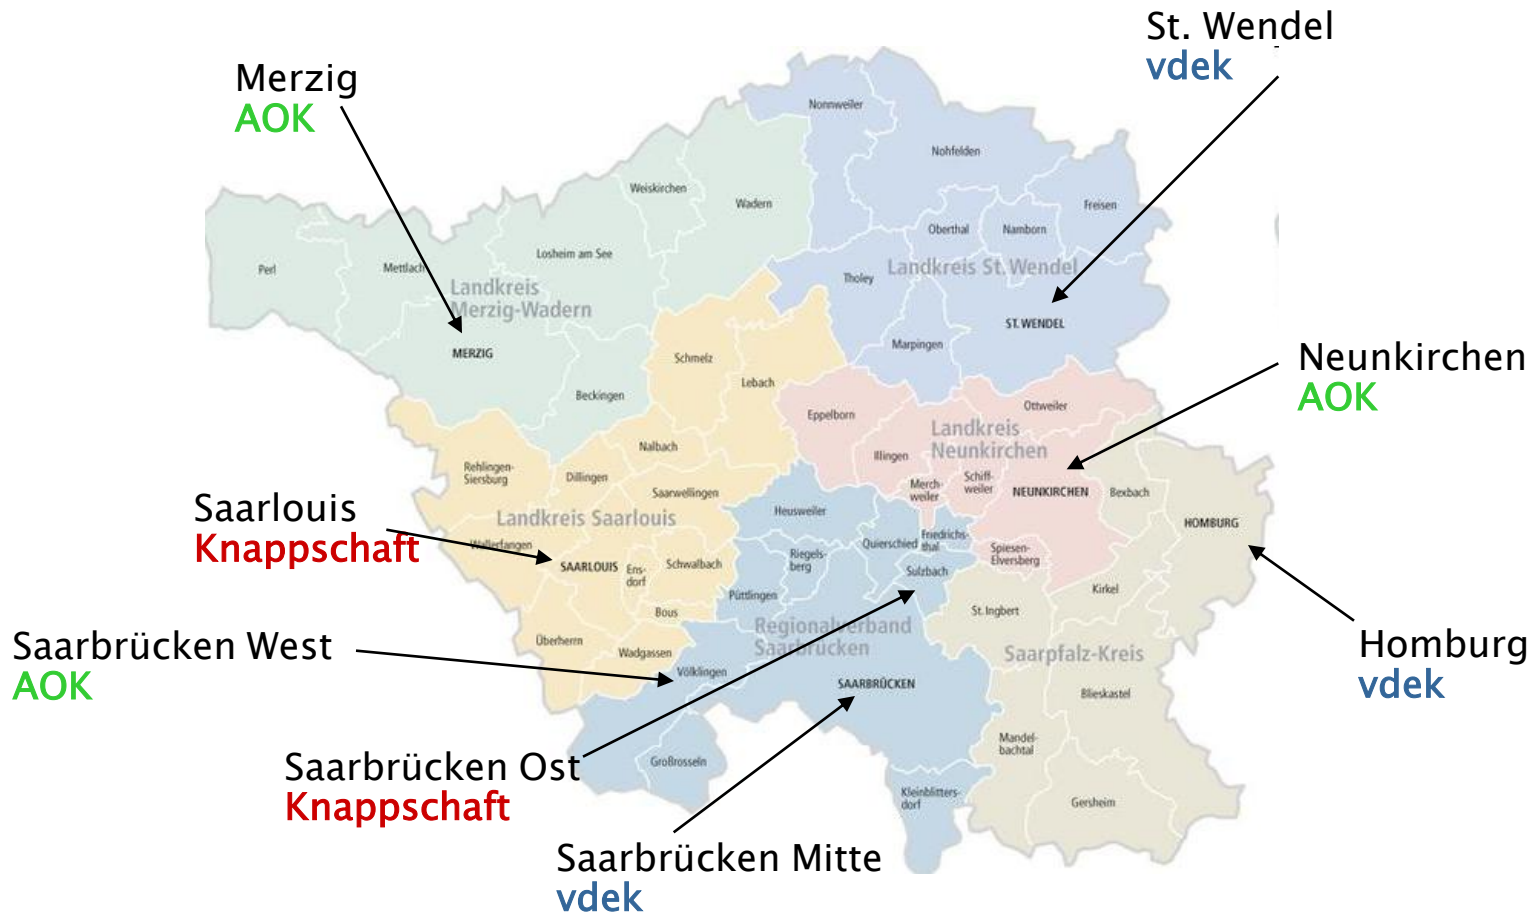 St. Wendel
vdek
Merzig
AOK
Nonnweiler
Nohfelden
Weiskirchen
Wadern
Freisen
Oberthal
Namborn
Losheim am See
Perl
Mettlach
Landkreis St. Wendel
Tholey
Landkreis
Merzig-Wadern
ST. WENDEL
Marpingen
MERZIG
Schmelz
Lebach
Beckingen
Neunkirchen
AOK
Eppelborn
Ottweiler
Landkreis
Neunkirchen
Nalbach
Illingen
Rehlingen-
Siersburg
Dillingen
Merch-
weiler
Schiff-
weiler
NEUNKIRCHEN
Bexbach
Saarwellingen
Saarlouis
Knappschaft
Landkreis Saarlouis
Heusweiler
HOMBURG
Wallerfangen
Quierschied
Friedrichs-
thal
Riegels-
berg
Spiesen-
Elversberg
SAARLOUIS
Ens-
dorf
Schwalbach
Sulzbach
Kirkel
Püttlingen
Bous
St. Ingbert
Regionalverband
Saarbrücken
Überherrn
Wadgassen
Saarpfalz-Kreis
Homburg
vdek
Saarbrücken West
AOK
Völklingen
SAARBRÜCKEN
Blieskastel
Mandel-
bachtal
Großrosseln
Saarbrücken Ost
Knappschaft
Kleinblitters-
dorf
Gersheim
Saarbrücken Mitte
vdek